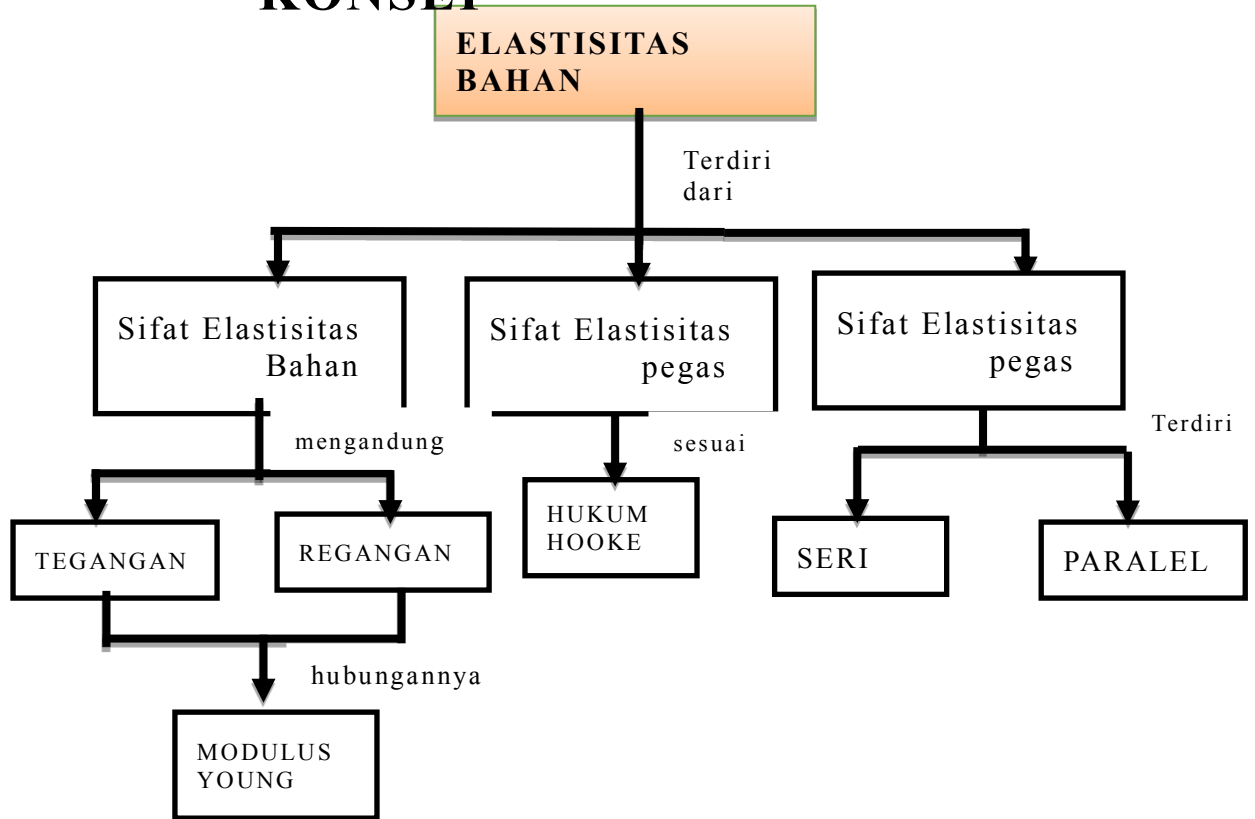 ELASTISITAS
BAHAN
Terdiri
dari
Sifat Elastisitas
Bahan
Sifat Elastisitas
pegas
Sifat Elastisitas
pegas
mengandung
sesuai
Terdiri
TEGANGAN
REGANGAN
HUKUM
HOOKE
SERI
PARALEL
hubungannya
MODULUS
YOUNG